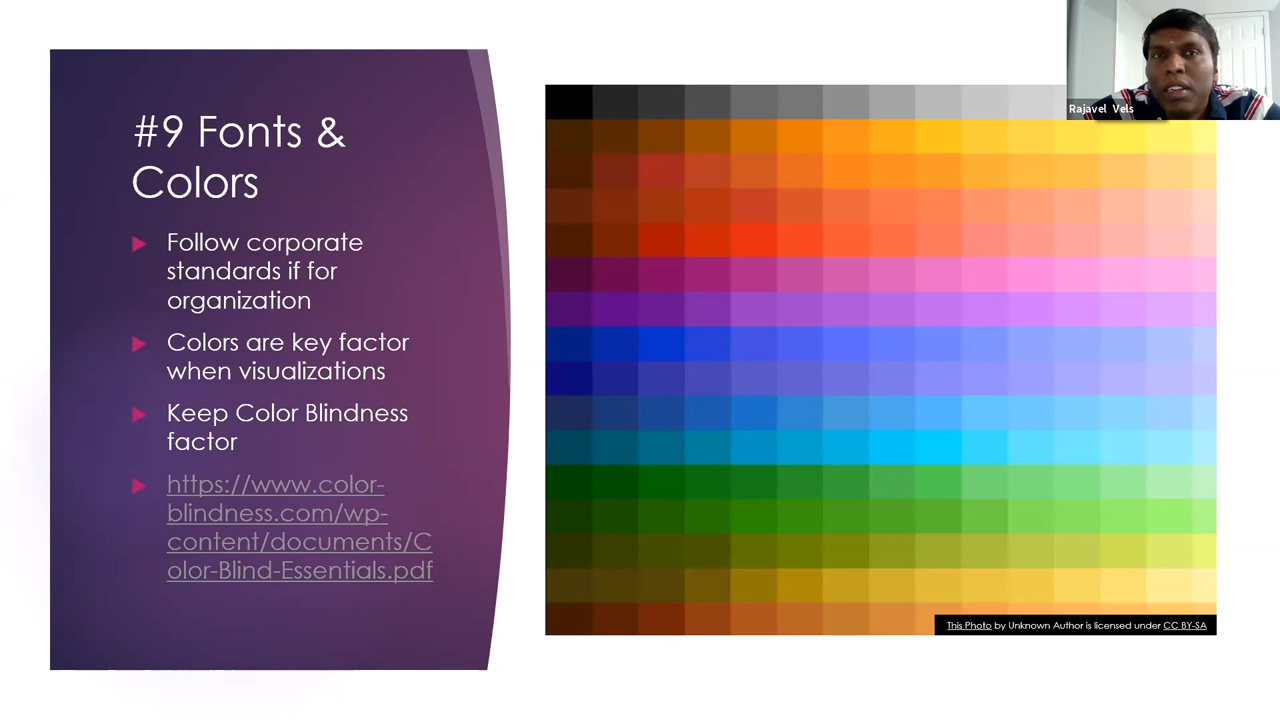 #9 Fonts &
Colors
Follow corporate
standards if for
organization
Colors are key factor
when visualizations
Keep Color Blindness
factor
https://www.color-
blindness.com/wp-
content/documents/C
olor-Blind-Essentials.pdf
Rajavel Vels
This Photo by Unknown Author is licensed under CC BY-SA